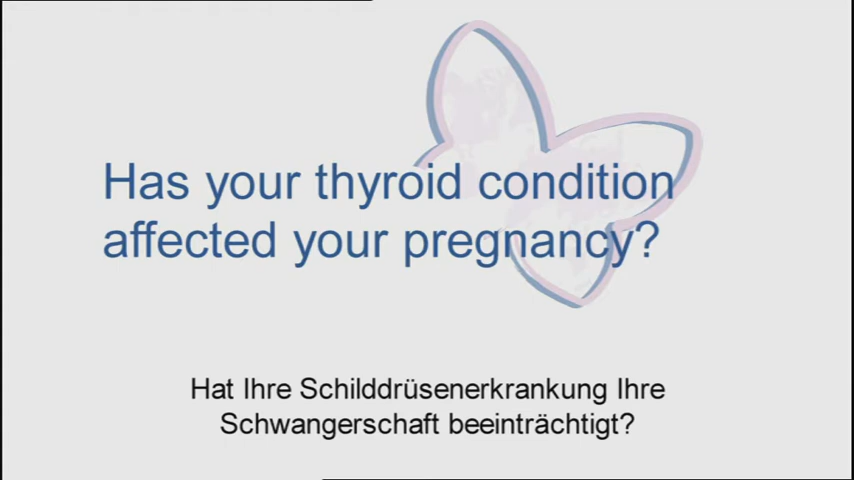 Has your thyroid condition
affected your pregnancy?
Hat Ihre Schilddrüsenerkrankung Ihre
Schwangerschaft beeinträchtigt?